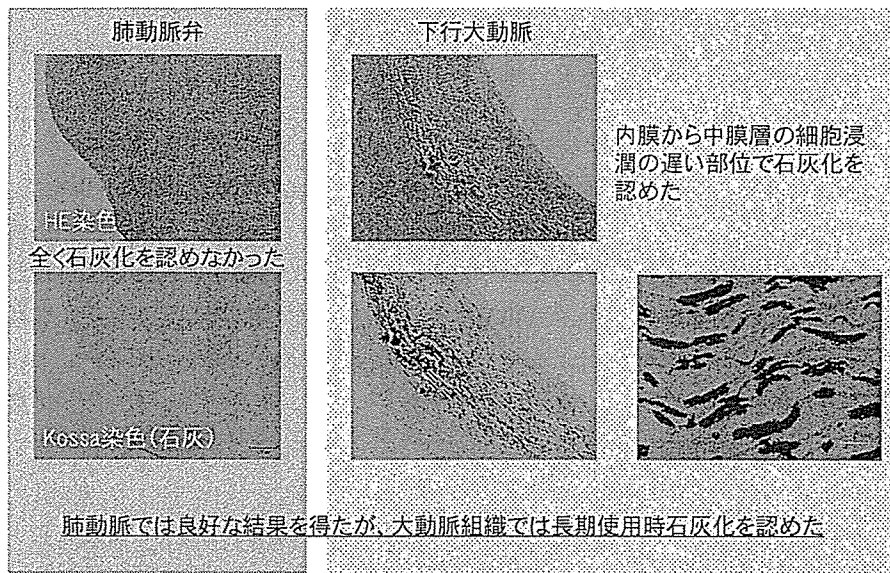 肺動脈弁
下行大動脈
内膜から中膜層の細胞浸
潤の遅い部位で石灰化を
認めた
HE染色
全く石灰化を認めなかった
Kossa染色(石灰)
肺動脈では良好な結果を得たが、大動脈組織では長期使用時石灰化を認めた